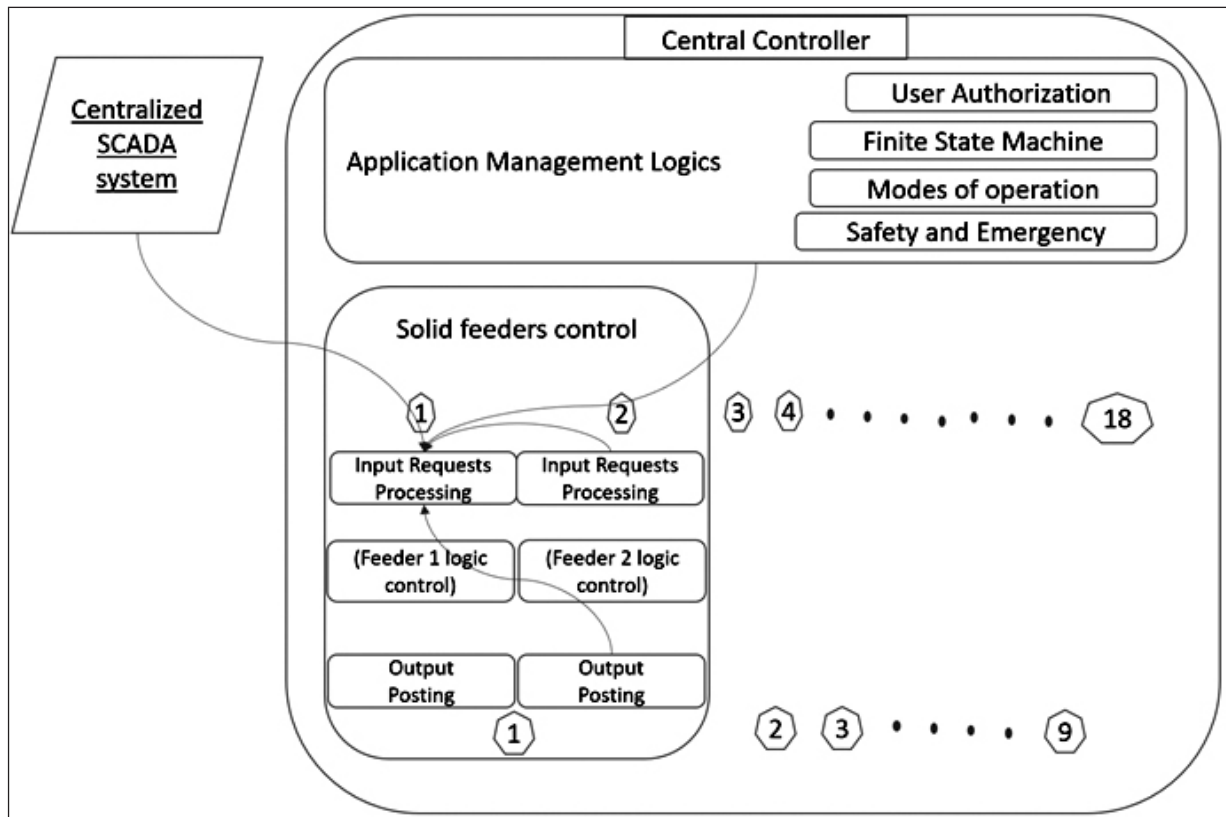 Central Controller
Centralized
SCADA
system
Application Management Logics
User Authorization
Finite State Machine
Modes of operation
Safety and Emergency
Solid feeders control
1
2
3
4
18
Input Requests
Processing
Input Requests
Processing
(Feeder 1 logic
control)
(Feeder 2 logic
control)
Output
Posting
Output
Posting
1
2
3
9